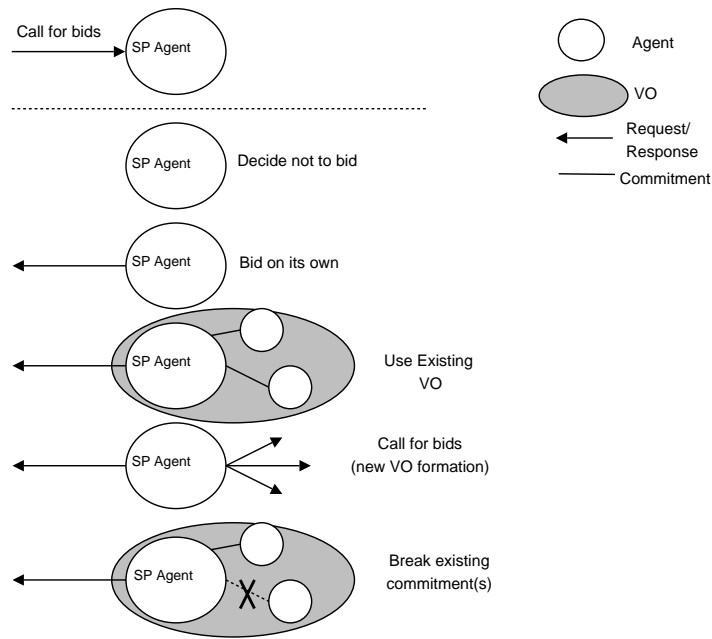 Call for bids
SP Agent
SP Agent
Decide not to bid
SP Agent
Bid on its own
SP Agent
Use Existing
VO
SP Agent
Call for bids
(new VO formation)
SP Agent
Break existing
commitment(s)
Agent
VO
Request/
Response
Commitment